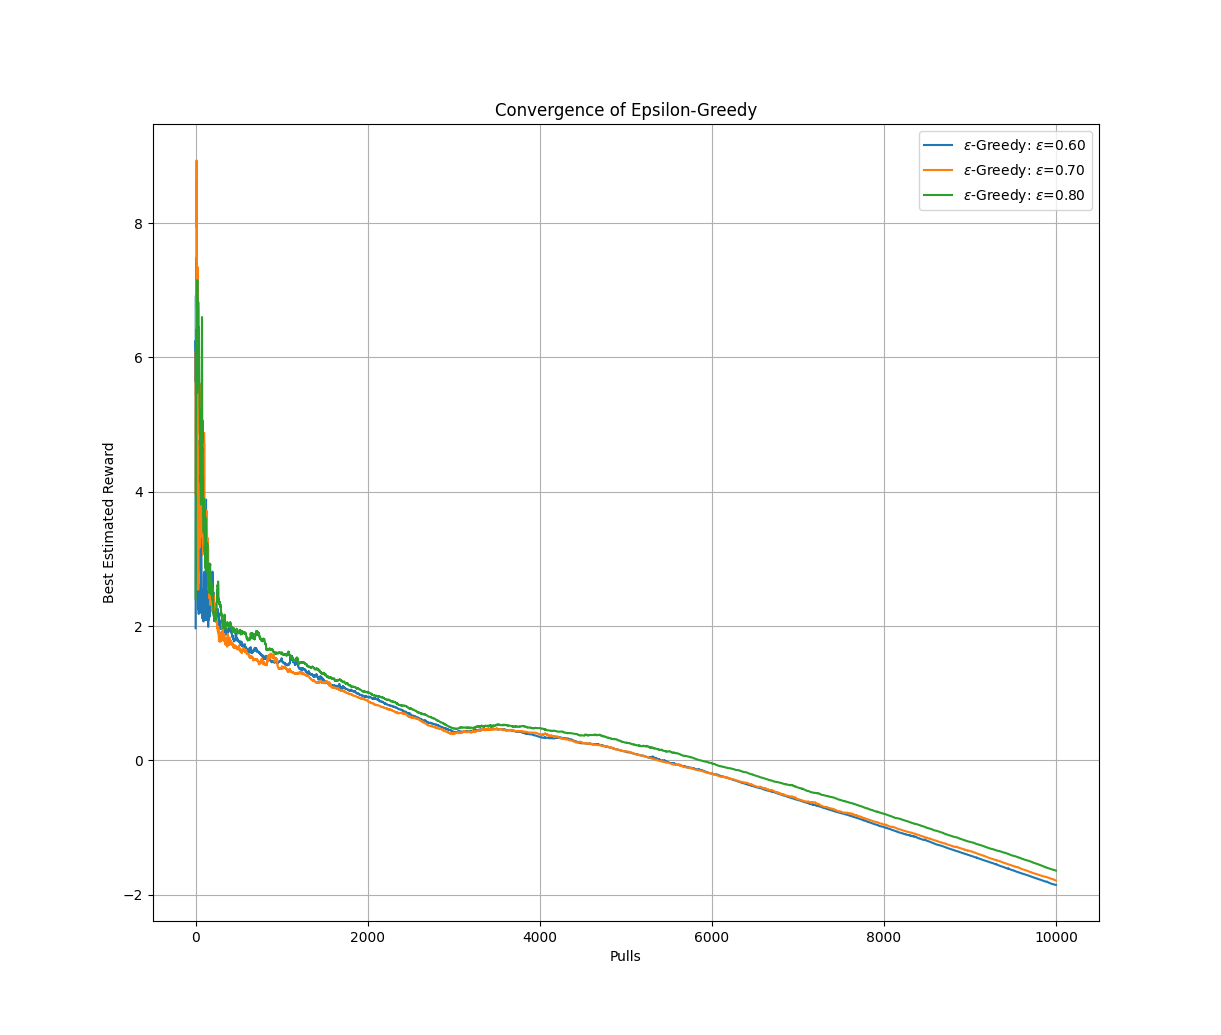 Convergence of Epsilon-Greedy
ε-Greedy: ε=0.60
ε-Greedy: ε=0.70
ε-Greedy: ε=0.80
Best Estimated Reward
8
6
4
2
0
−2
0 2000 4000 6000 8000 10000
Pulls